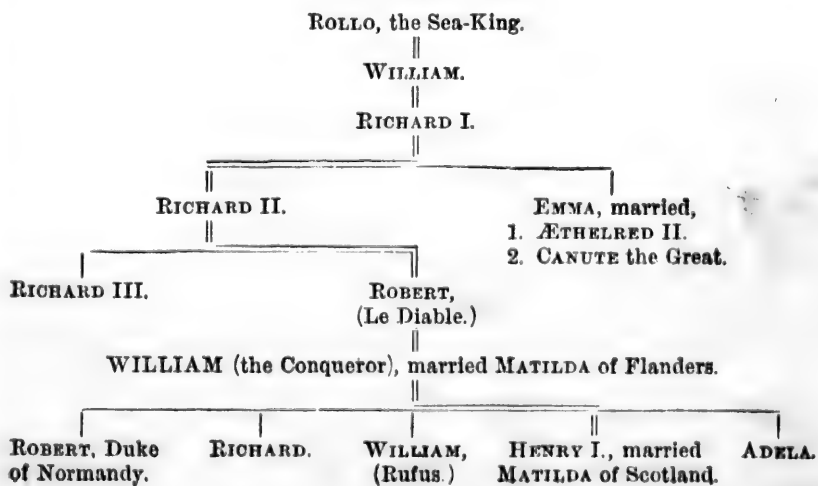 ROLLO, the Sea-King.
WILLIAM.
RICHARD I.
RICHARD II.
EMMA, married,
1. ÆTHELRED II.
2. CANUTE the Great.
RICHARD III.
ROBERT,
(Le Diable.)
WILLIAM (the Conqueror), married MATILDA of Flanders.
ROBERT, Duke
of Normandy.
RICHARD.
WILLIAM,
(Rufus.)
HENRY I., married
MATILDA of Scotland.
ADELA.